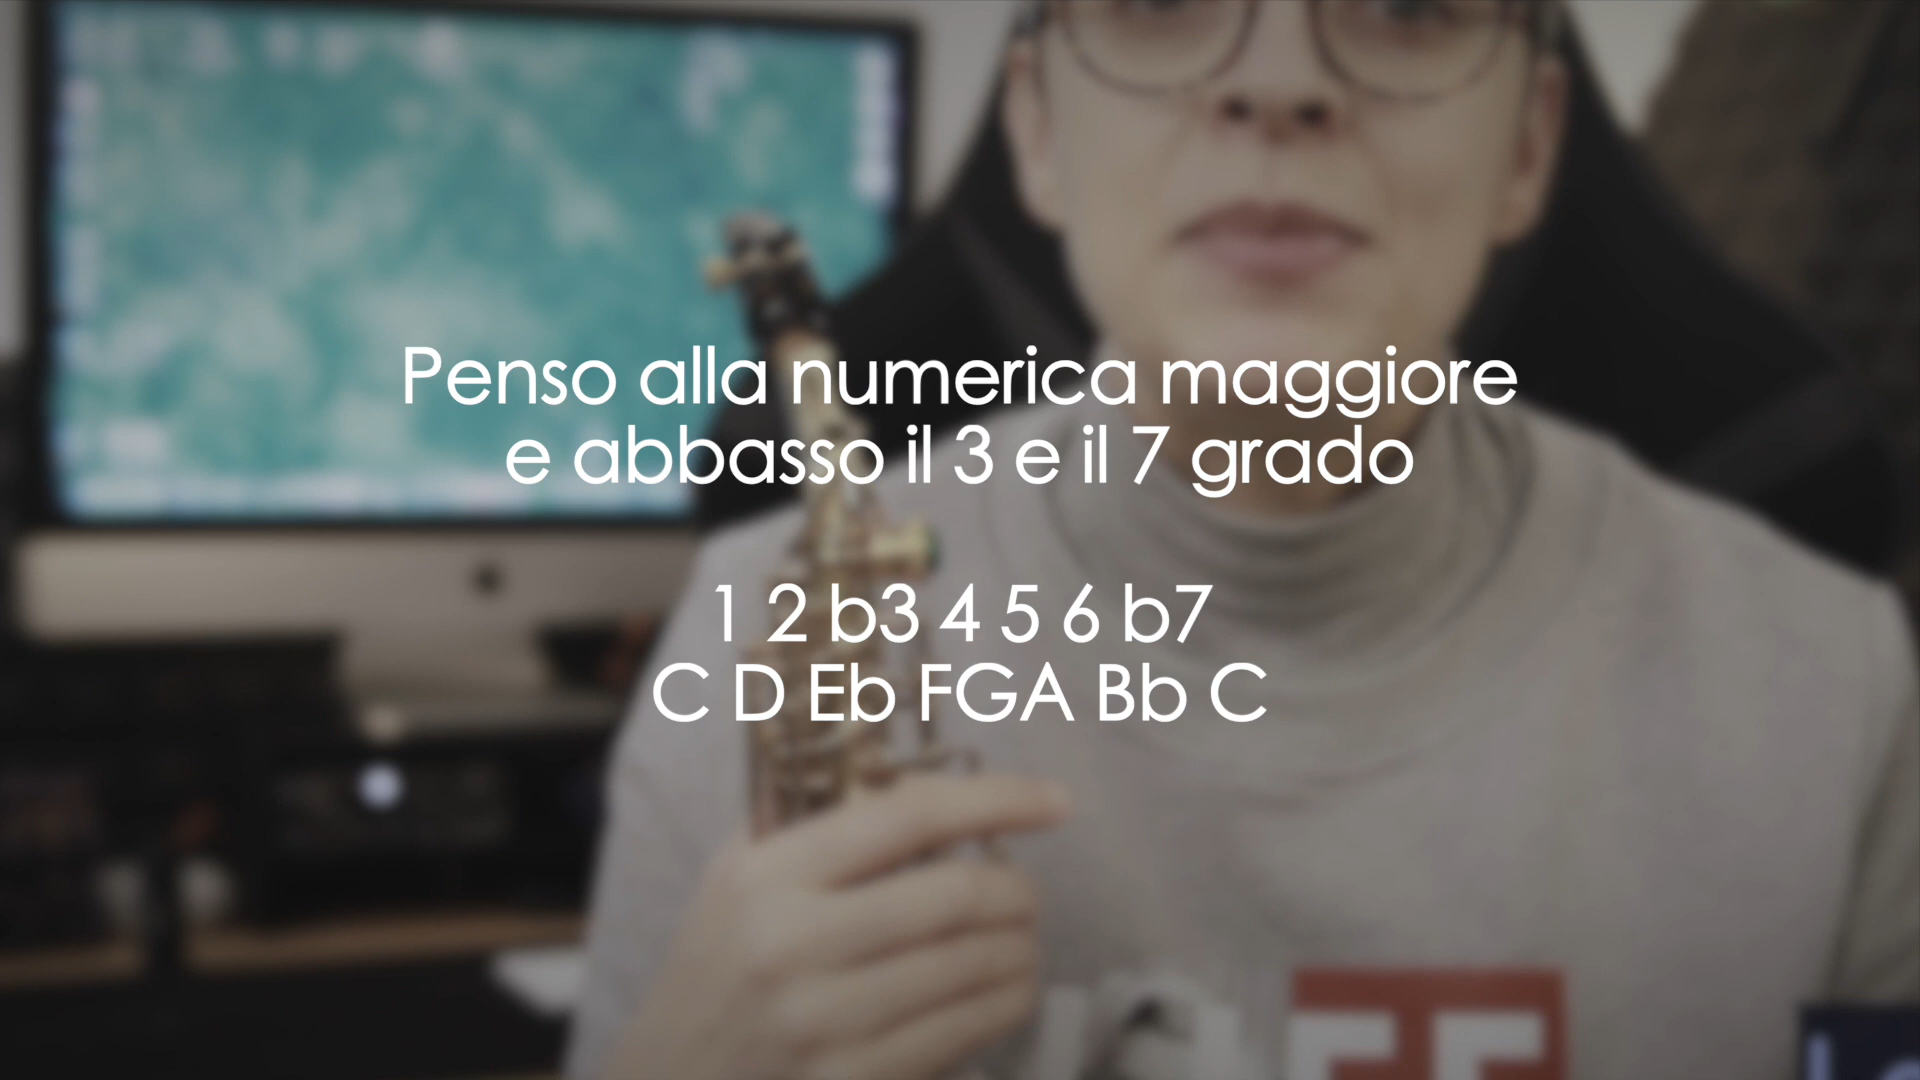 Penso alla numerica maggiore
e abbasso il 3 e il 7 grado
1 2 b3 4 5 6 b7
C D Eb FGA Bb C